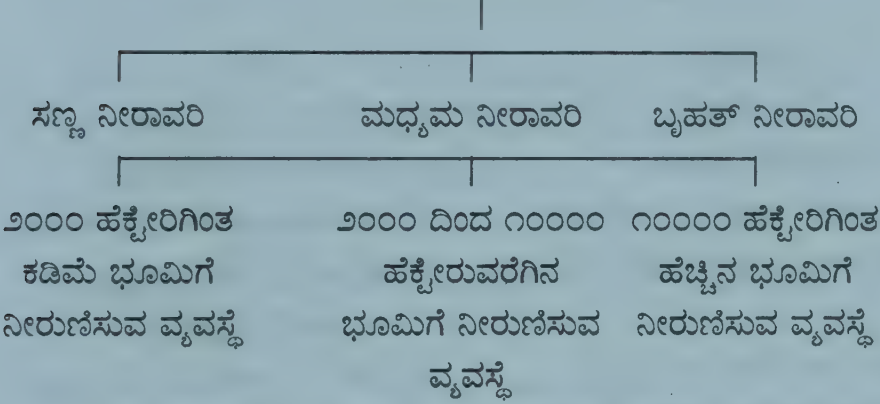 ಸಣ್ಣ ನೀರಾವರಿ
ಮಧ್ಯಮ ನೀರಾವರಿ
ಬೃಹತ್ ನೀರಾವರಿ
೨೦೦೦ ಹೆಕ್ಟೇರಿಗಿಂತ
ಕಡಿಮೆ ಭೂಮಿಗೆ
ನೀರುಣಿಸುವ ವ್ಯವಸ್ಥೆ
೨೦೦೦ ದಿಂದ ೧೦೦೦೦
ಹೆಕ್ಟೇರುವರೆಗಿನ
ಭೂಮಿಗೆ ನೀರುಣಿಸುವ
ವ್ಯವಸ್ಥೆ
೧೦೦೦೦ ಹೆಕ್ಟೇರಿಗಿಂತ
ಹೆಚ್ಚಿನ ಭೂಮಿಗೆ
ನೀರುಣಿಸುವ ವ್ಯವಸ್ಥೆ